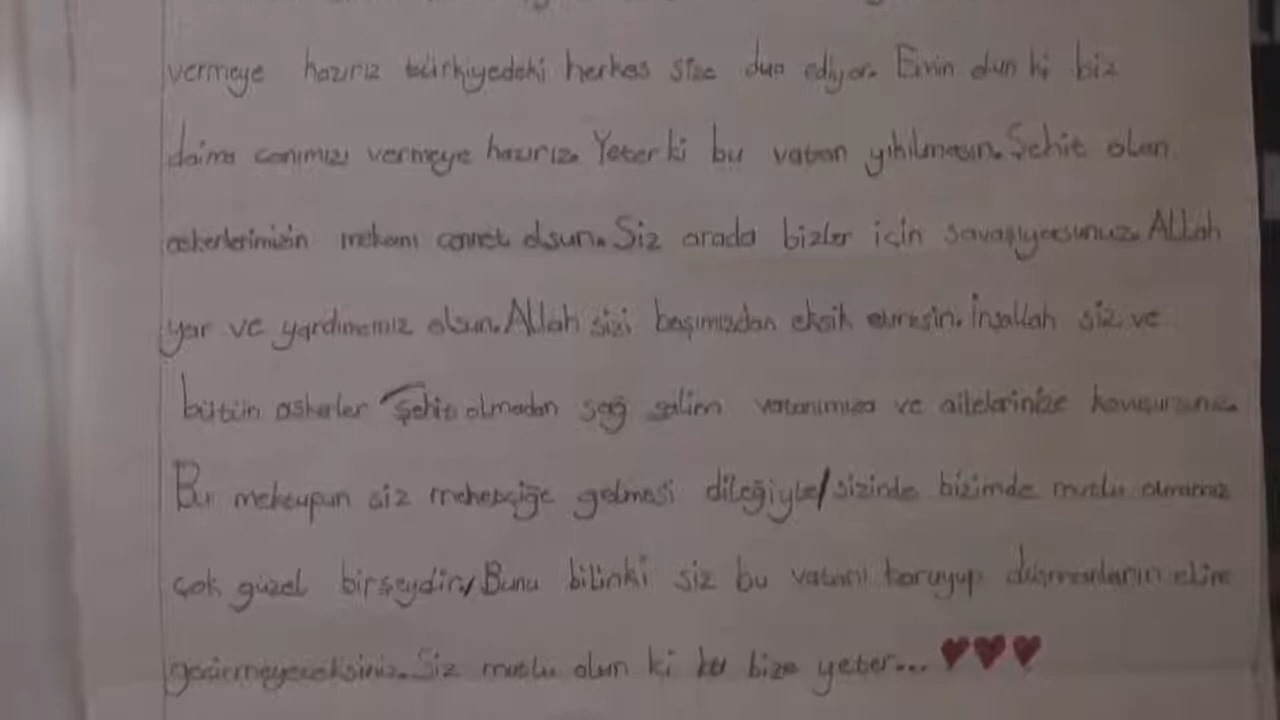 vermeye hazırız türkiyedeki herkes size dua ediyor. Emin olun ki biz
daima canımızı vermeye hazırız. Yeter ki bu vatan yıkılmasın. Şehit olan
askerlerimizin mekanı cennet olsun. Siz orada bizler için savaşıyorsunuz. Allah
yar ve yardımcınız olsun. Allah sizi başımızdan eksik etmesin. İnşallah siz ve
bütün askerler şehit olmadan sağ salim vatanımıza ve ailelerinize kavuşursunuz.
Bu mektupun siz mehmetçiğe gelmesi dileğiyle/sizinde bizimde mutlu olmamız
çok güzel birşeydir./Bunu bilinki siz bu vatanı koruyup düşmanların eline
geçirmeyeceksiniz. Siz mutlu olun ki bu bize yeter... ♥♥♥